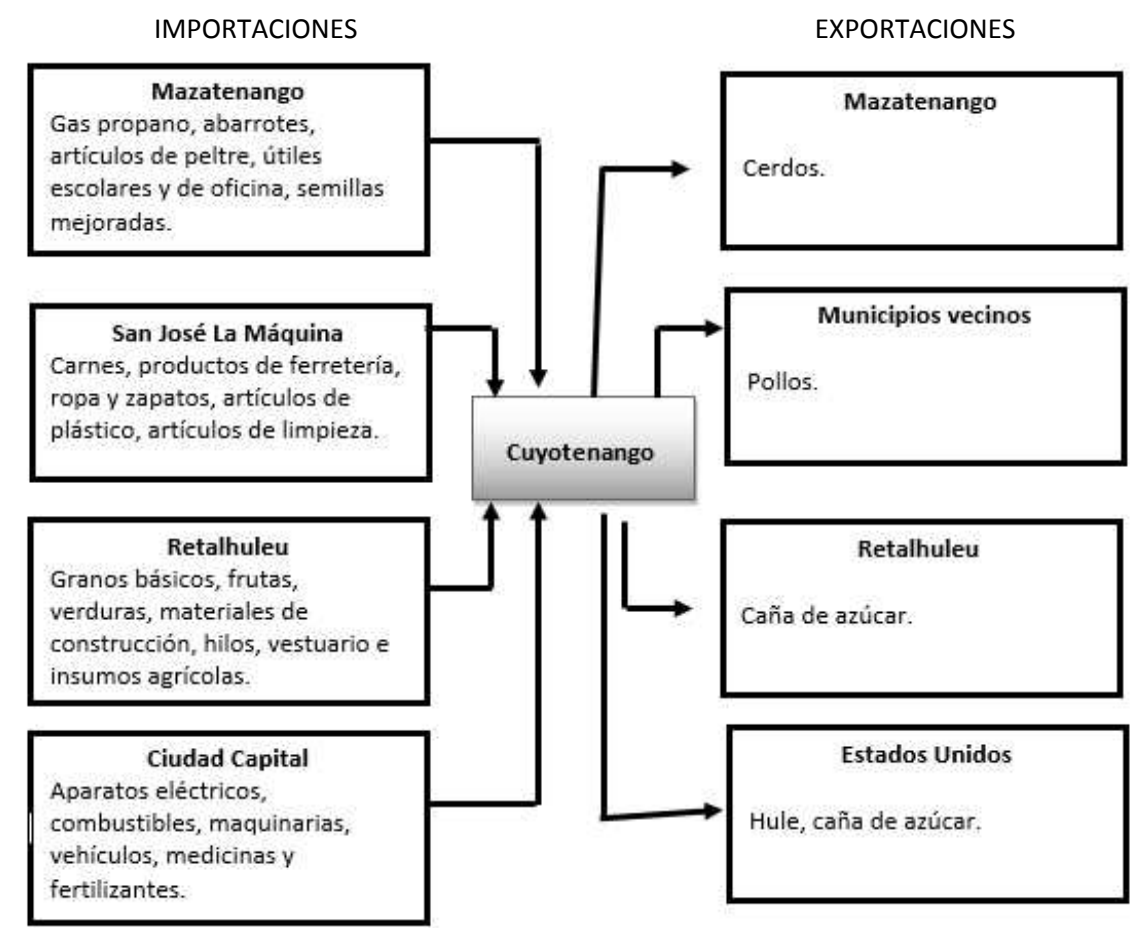 IMPORTACIONES
EXPORTACIONES
Mazatenango
Gas propano, abarrotes,
artículos de peltre, útiles
escolares y de oficina, semillas
mejoradas.
San José La Máquina
Carnes, productos de ferretería,
ropa y zapatos, artículos de
plástico, artículos de limpieza.
Retalhuleu
Granos básicos, frutas,
verduras, materiales de
construcción, hilos, vestuario e
insumos agrícolas.
Ciudad Capital
Aparatos eléctricos,
combustibles, maquinarias,
vehículos, medicinas y
fertilizantes.
Cuyotenango
Mazatenango
Cerdos.
Municipios vecinos
Pollos.
Retalhuleu
Caña de azúcar.
Estados Unidos
Hule, caña de azúcar.